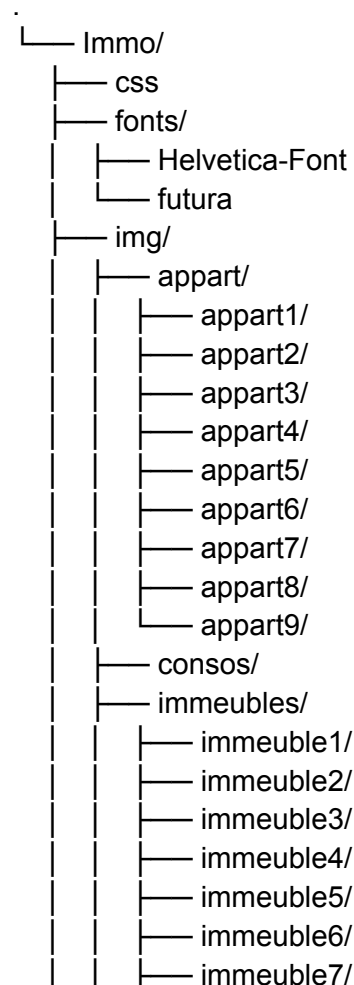 .
└── Immo/
    ├── css
    ├── fonts/
    │   ├── Helvetica-Font
    │   └── futura
    ├── img/
    │   ├── appart/
    │   │   ├── appart1/
    │   │   ├── appart2/
    │   │   ├── appart3/
    │   │   ├── appart4/
    │   │   ├── appart5/
    │   │   ├── appart6/
    │   │   ├── appart7/
    │   │   ├── appart8/
    │   │   └── appart9/
    │   ├── consos/
    │   ├── immeubles/
    │   │   ├── immeuble1/
    │   │   ├── immeuble2/
    │   │   ├── immeuble3/
    │   │   ├── immeuble4/
    │   │   ├── immeuble5/
    │   │   ├── immeuble6/
    │   │   ├── immeuble7/